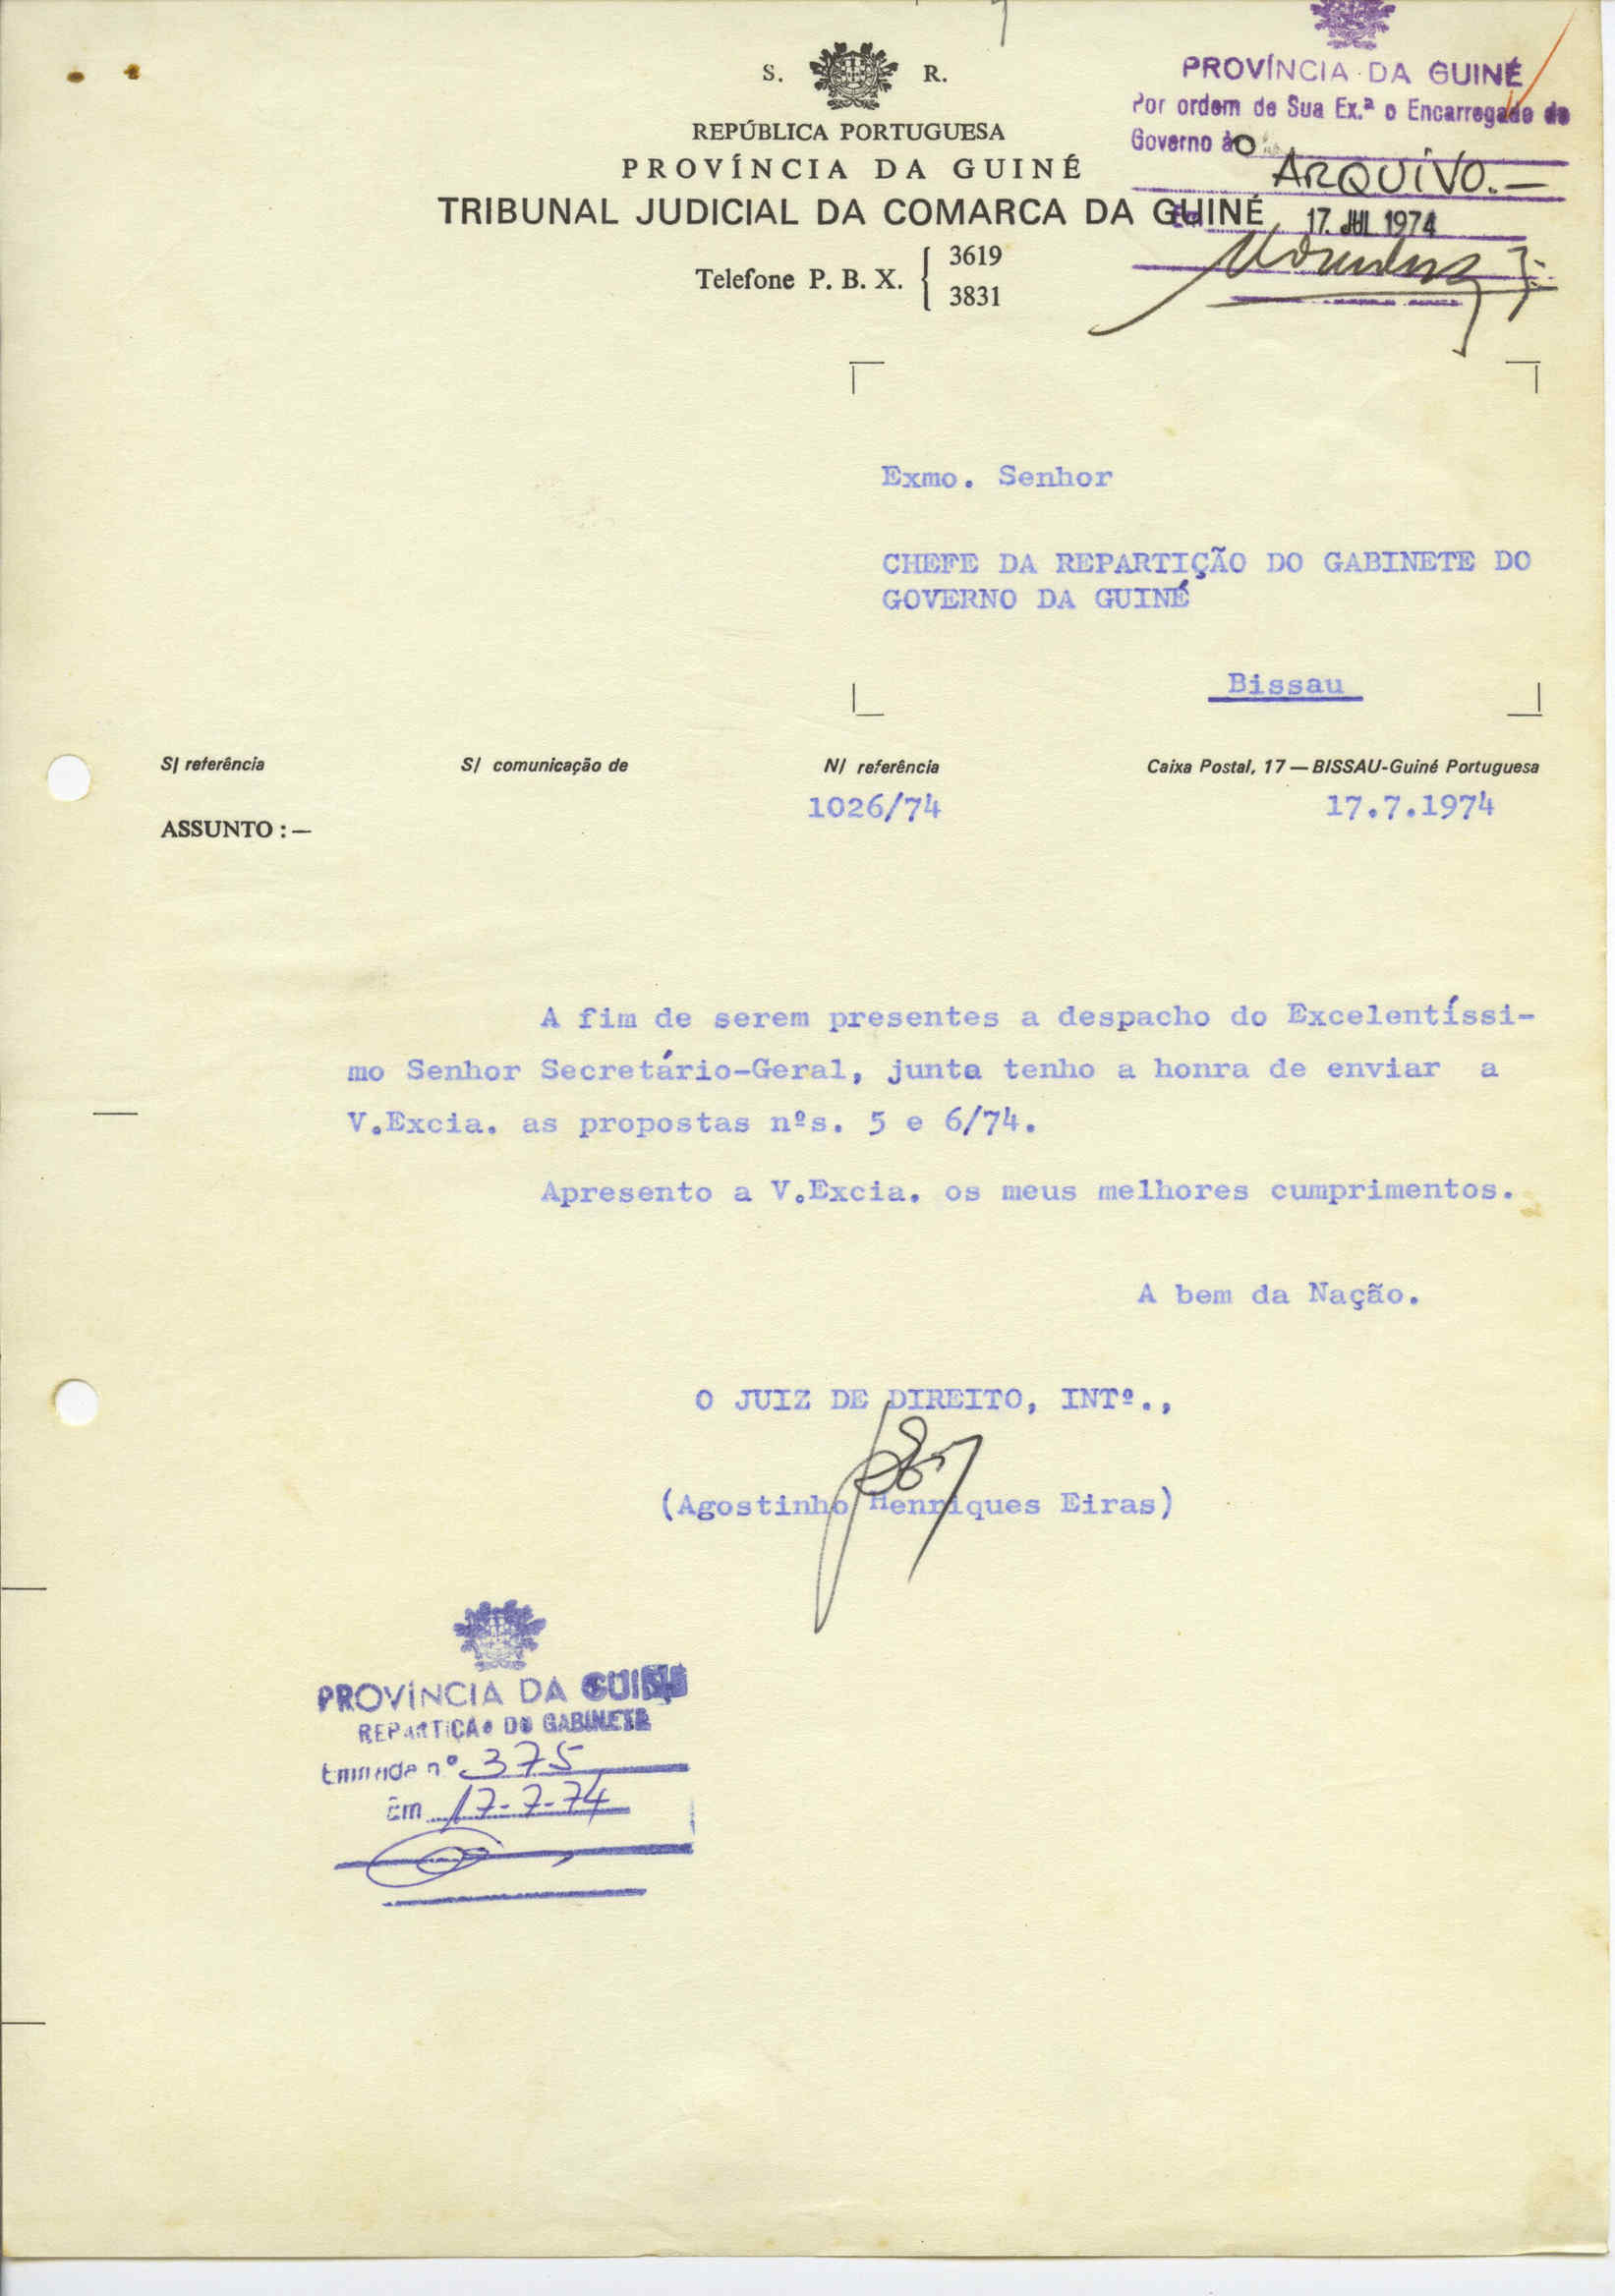 S. R.
REPÚBLICA PORTUGUESA
PROVÍNCIA DA GUINÉ
TRIBUNAL JUDICIAL DA COMARCA DA GUINÉ
Telefone P. B. X. { 3619
3831
PROVÍNCIA DA GUINÉ
Por ordem de Sua Ex.ª o Encarregado do
Governo ào
ARQUIVO.—
Em 17. JUL 1974
Exmo. Senhor
CHEFE DA REPARTIÇÃO DO GABINETE DO
GOVERNO DA GUINÉ
Bissau
S/ referência S/ comunicação de N/ referência Caixa Postal, 17 — BISSAU-Guiné Portuguesa
1026/74 17.7.1974
ASSUNTO : —
A fim de serem presentes a despacho do Excelentíssi-
mo Senhor Secretário-Geral, junto tenho a honra de enviar a
V.Excia. as propostas nºs. 5 e 6/74.
Apresento a V.Excia. os meus melhores cumprimentos.
A bem da Nação.
O JUIZ DE DIREITO, INTº.,
(Agostinho Henriques Eiras)
PROVÍNCIA DA GUINÉ
REPARTIÇÃO DO GABINETE
Entrada nº 375
Em 17-7-74